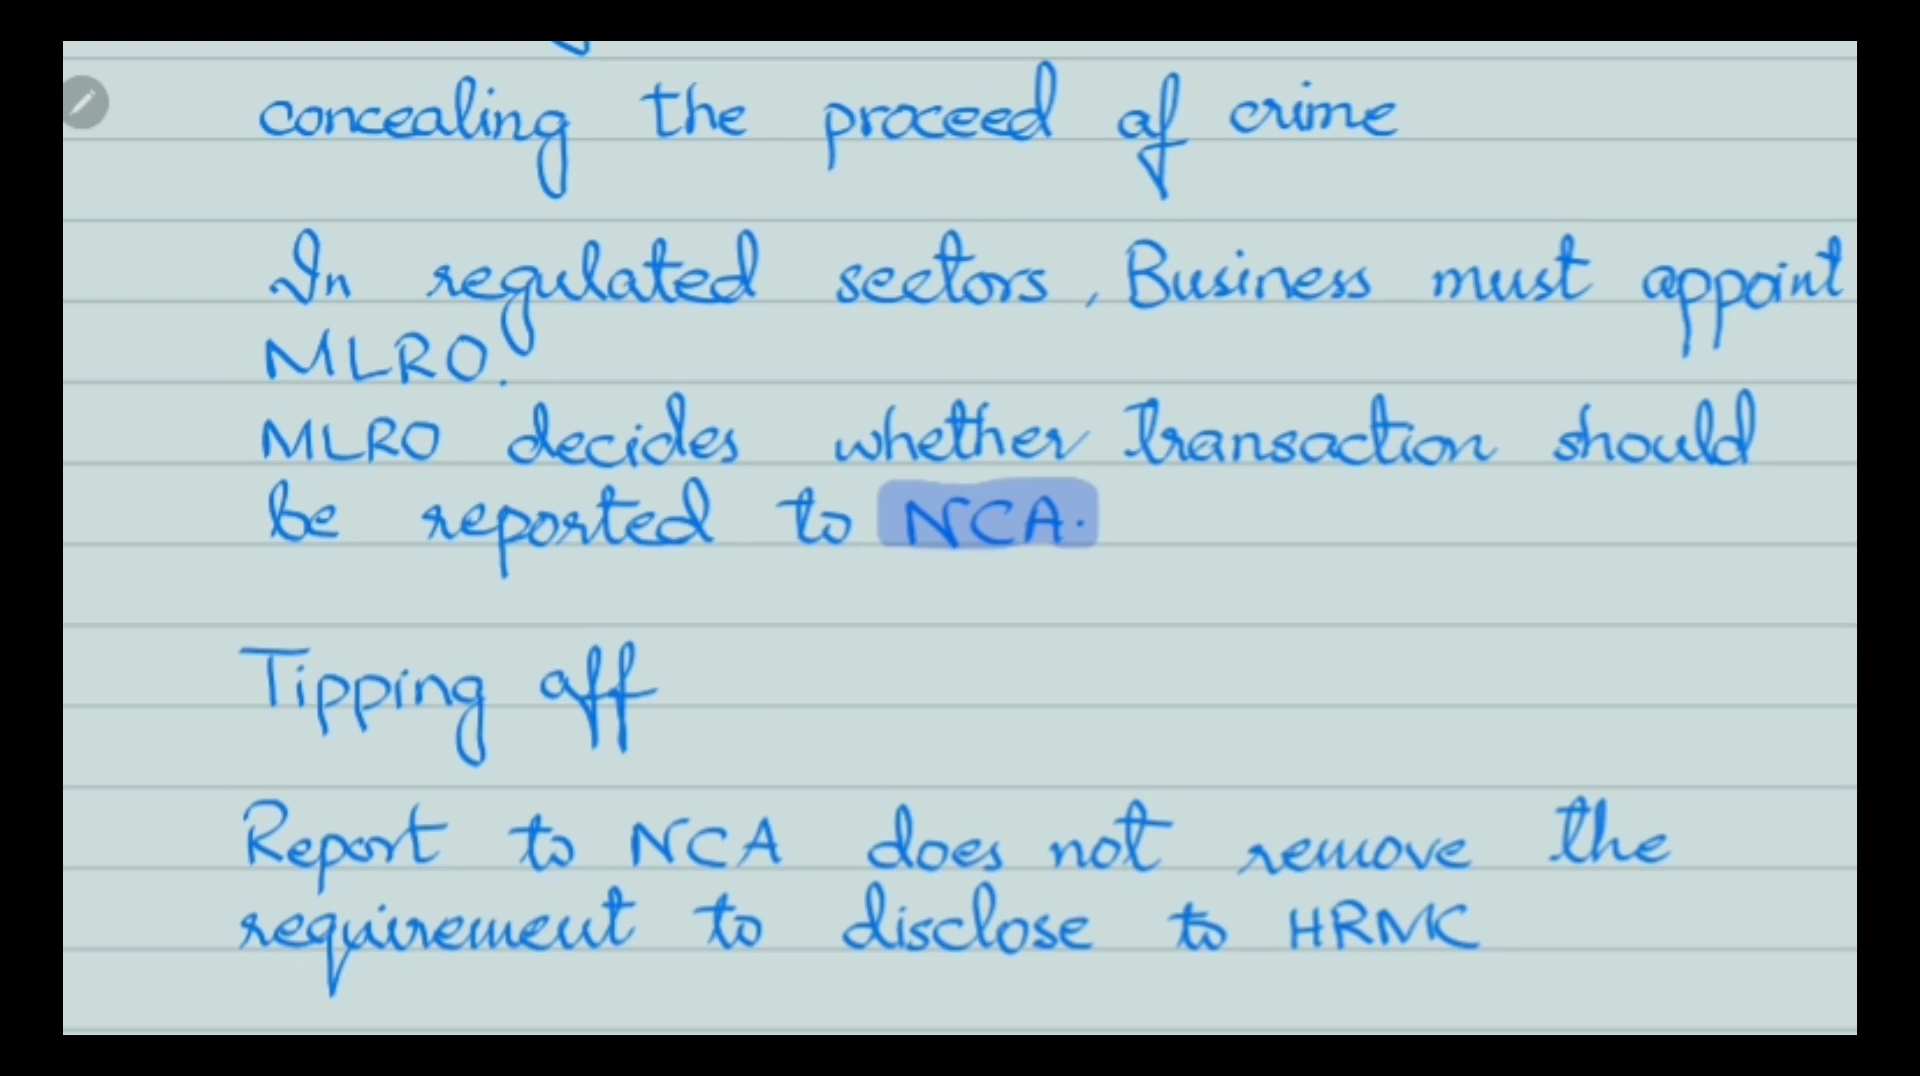 concealing the proceed of crime
In regulated sectors, Business must appoint
MLRO.
MLRO decides whether Transaction should
be reported to NCA.
Tipping off
Report to NCA does not remove the
requirement to disclose to HRMC